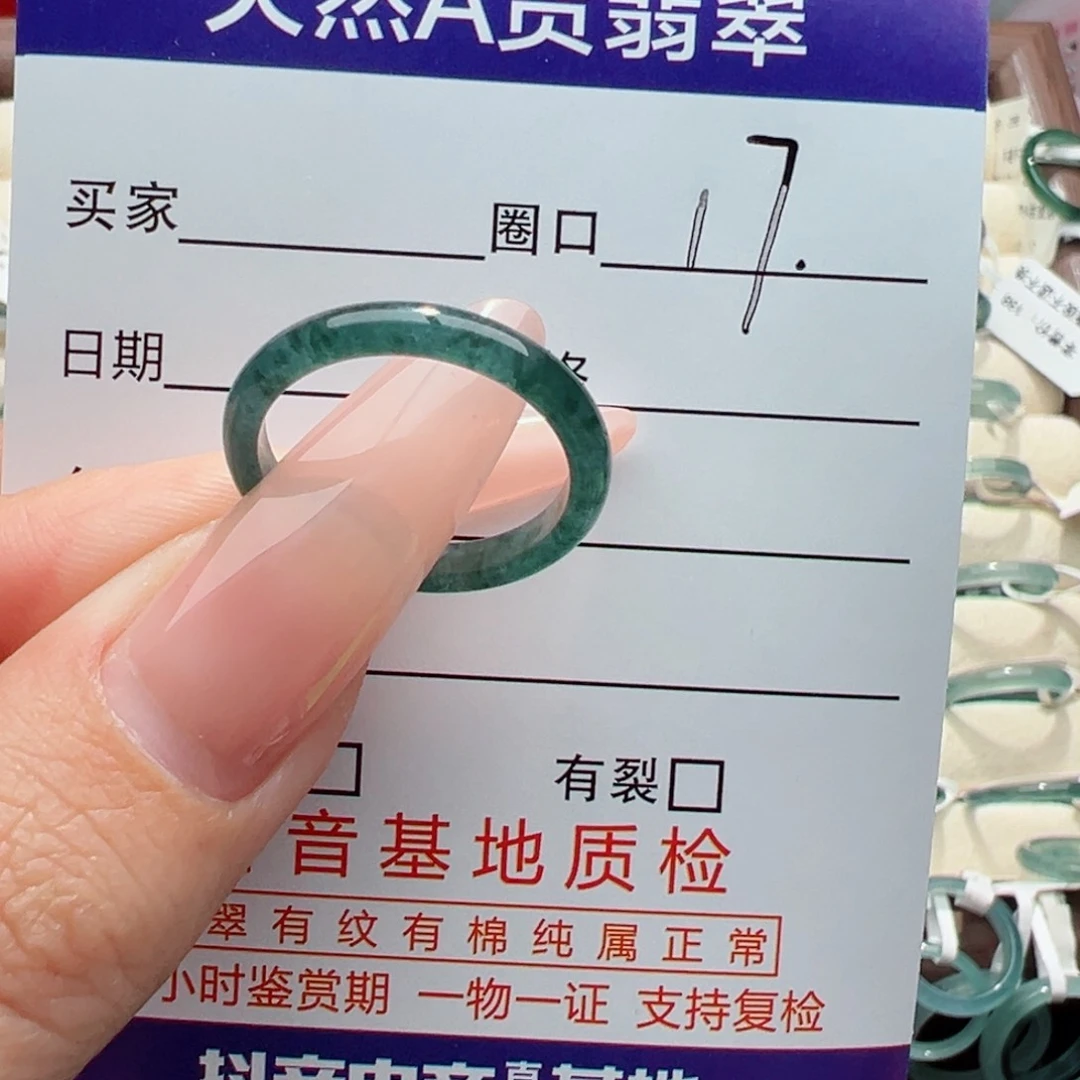 天然A货翡翠
买家 圈口 17.
日期
有裂
音基地质检
翠有纹有棉纯属正常
小时鉴赏期 一物一证 支持复检